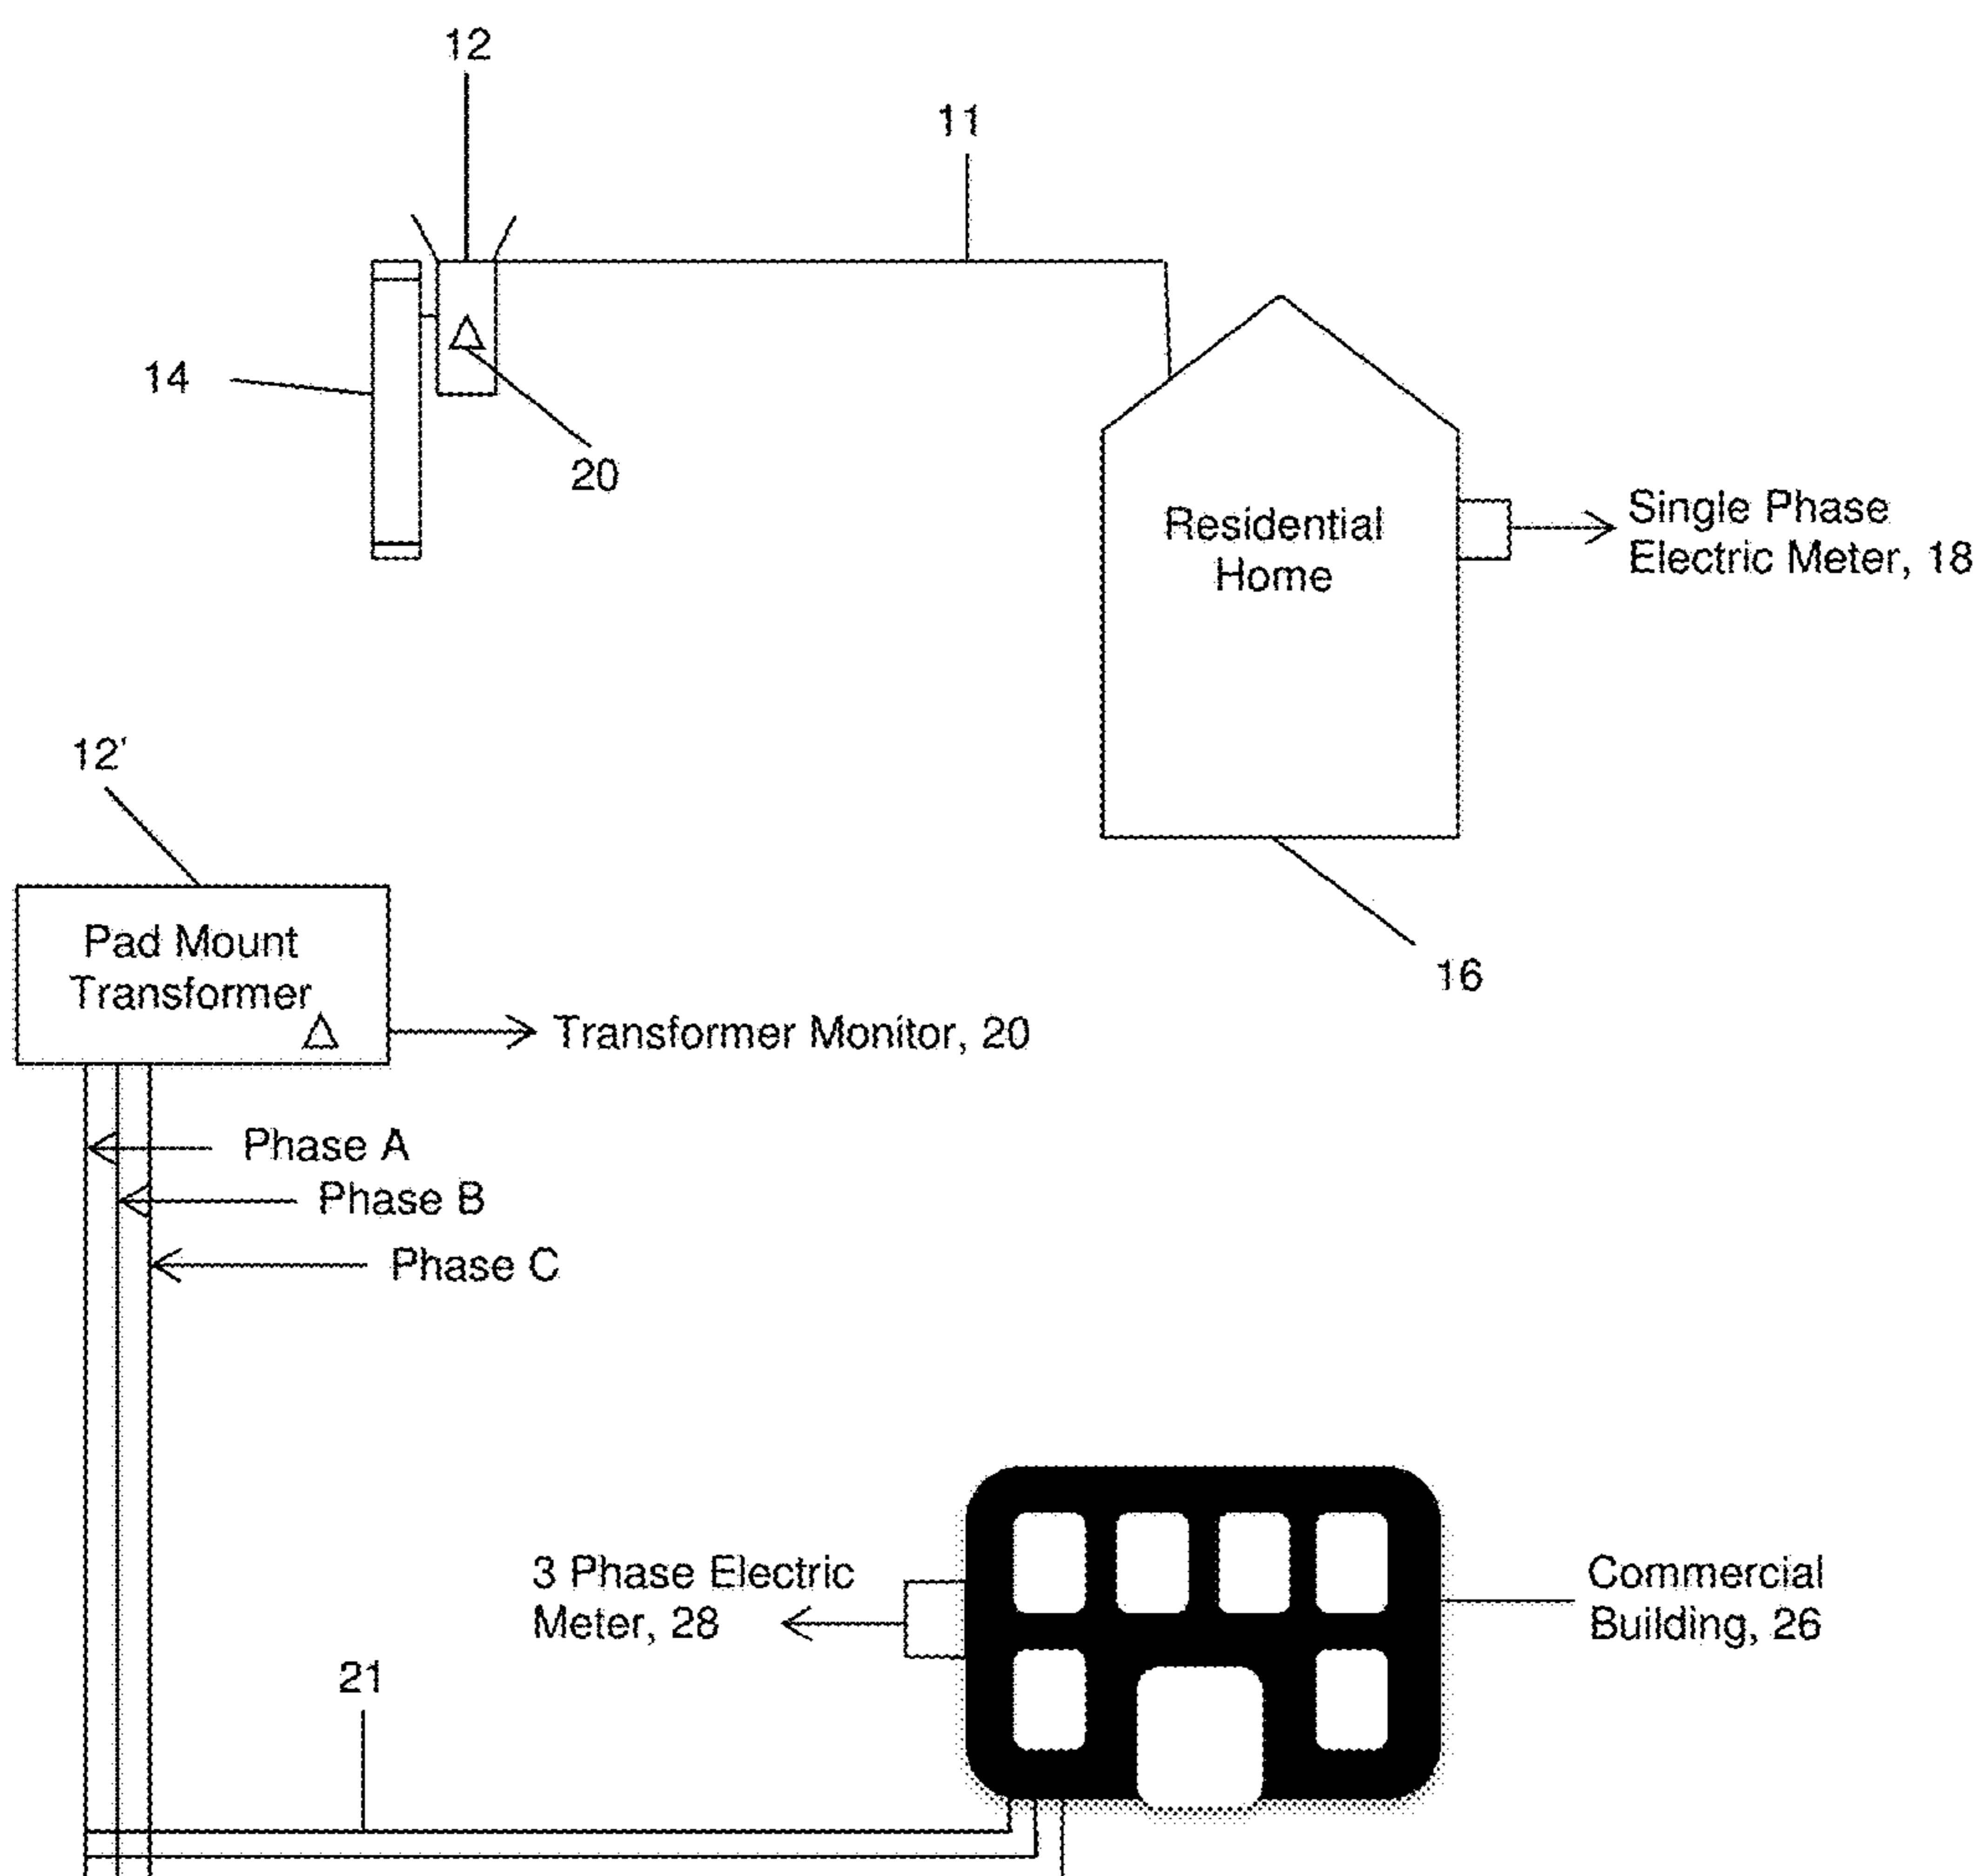 12
11
14
20
Residential
Home
Single Phase
Electric Meter, 18
12'
Pad Mount
Transformer
16
Transformer Monitor, 20
Phase A
Phase B
Phase C
3 Phase Electric
Meter, 28
Commercial
Building, 26
21